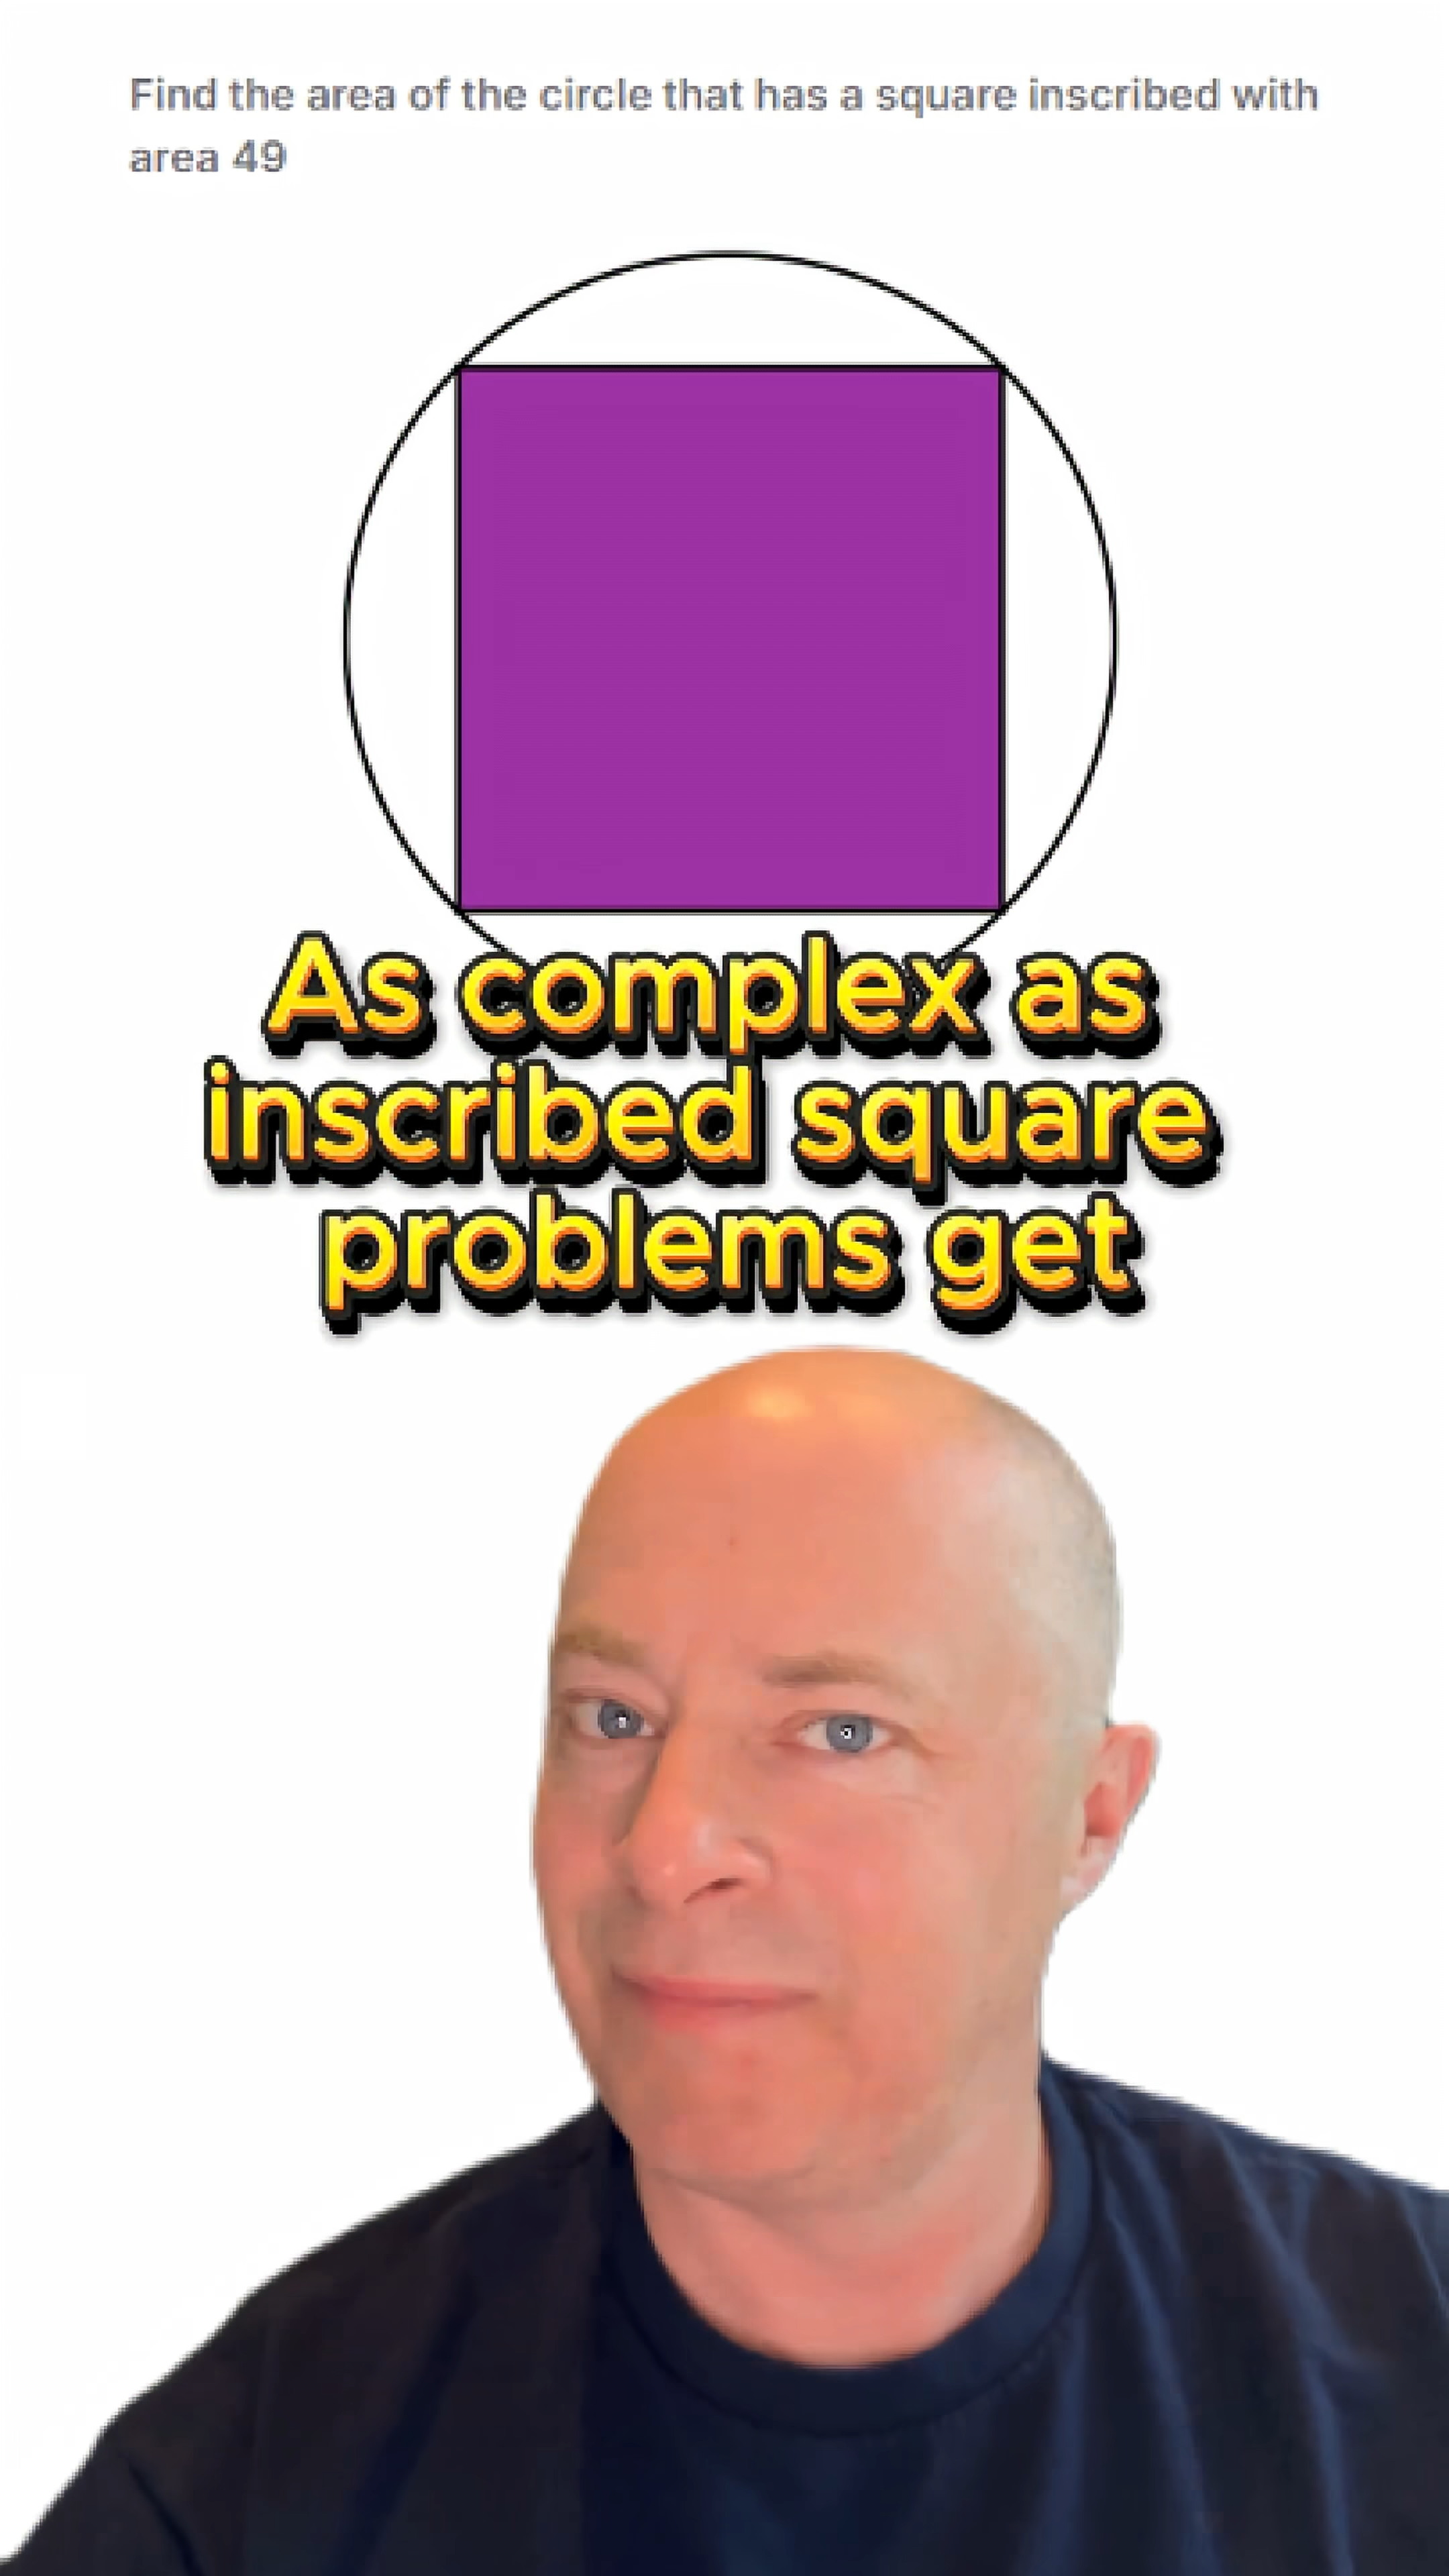 Find the area of the circle that has a square inscribed with
area 49
As complex as
inscribed square
problems get